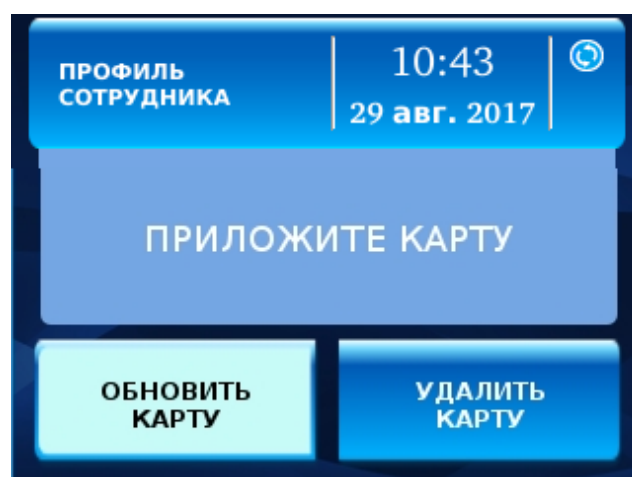 ПРОФИЛЬ
СОТРУДНИКА
10:43
29 авг. 2017
ПРИЛОЖИТЕ КАРТУ
ОБНОВИТЬ
КАРТУ
УДАЛИТЬ
КАРТУ